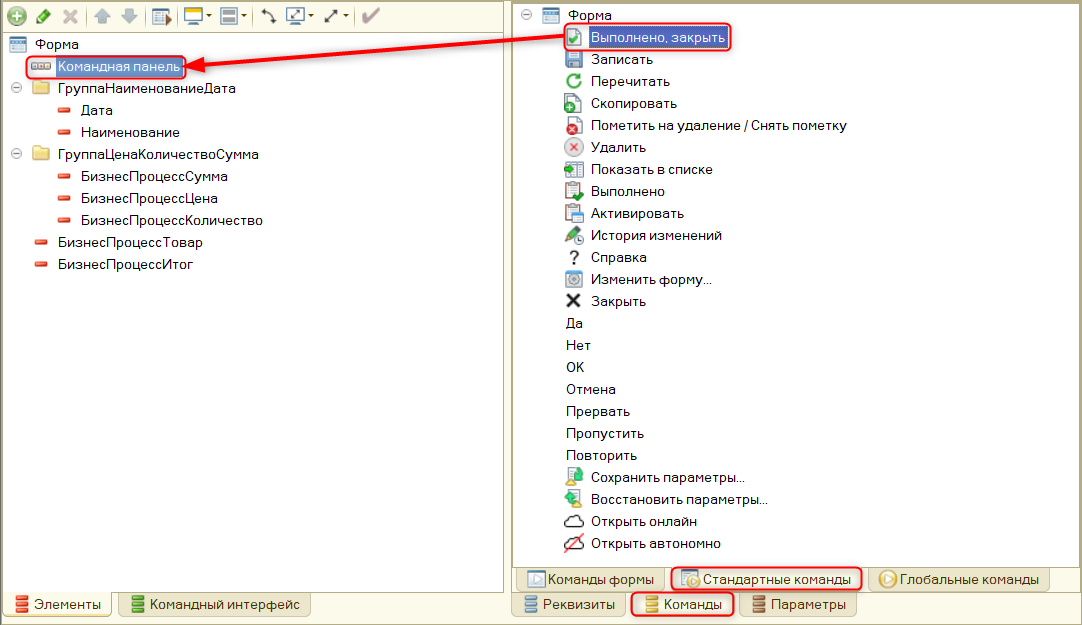 Форма
Командная панель
ГруппаНаименованиеДата
Дата
Наименование
ГруппаЦенаКоличествоСумма
БизнесПроцессСумма
БизнесПроцессЦена
БизнесПроцессКоличество
БизнесПроцессТовар
БизнесПроцессИтог
Элементы
Командный интерфейс
Форма
Выполнено, закрыть
Записать
Перечитать
Скопировать
Пометить на удаление / Снять пометку
Удалить
Показать в списке
Выполнено
Активировать
История изменений
Справка
Изменить форму...
Закрыть
Да
Нет
OK
Отмена
Прервать
Пропустить
Повторить
Сохранить параметры...
Восстановить параметры...
Открыть онлайн
Открыть автономно
Команды формы
Стандартные команды
Глобальные команды
Реквизиты
Команды
Параметры